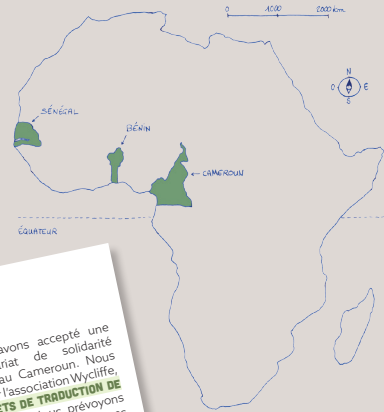 0 1000 2000 km
N
O E
S
SÉNÉGAL
BÉNIN
CAMEROUN
ÉQUATEUR
avons accepté une
riat de solidarité
au Cameroun. Nous
l'association Wycliffe,
TS DE TRADUCTION DE
prévoyons